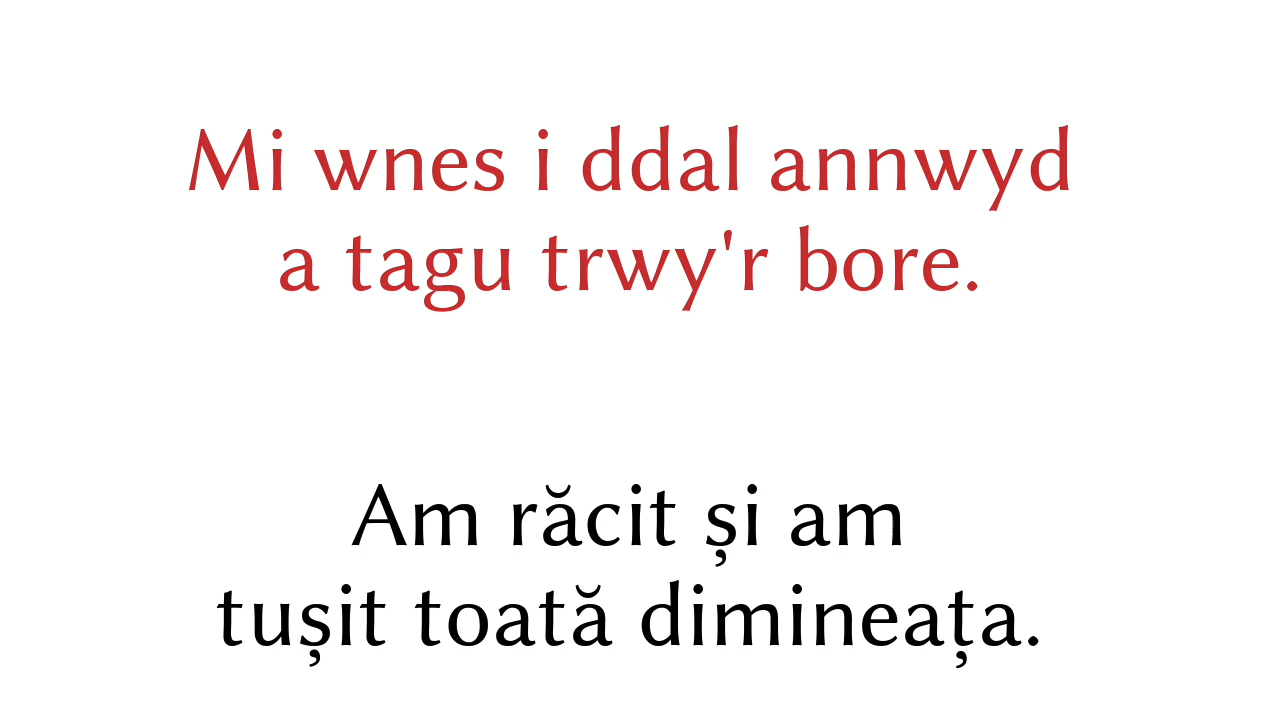 Mi wnes i ddal annwyd
a tagu trwy'r bore.
Am răcit și am
tușit toată dimineața.